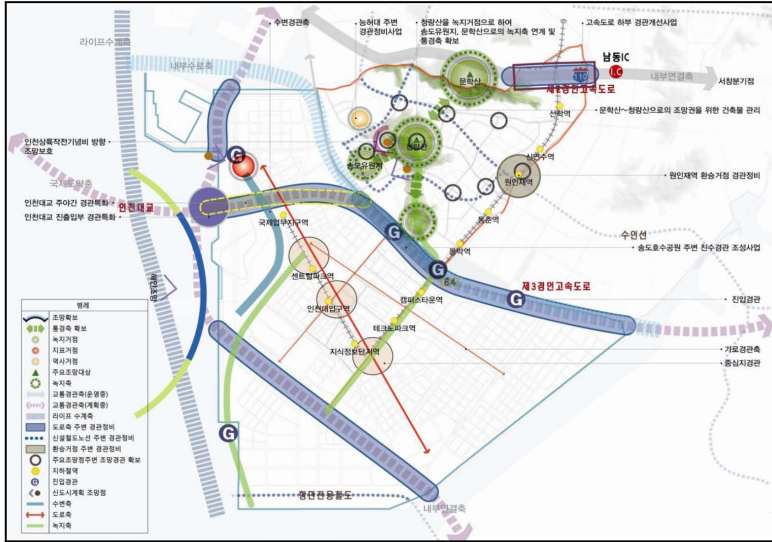 수변경관축
능허대 주변
경관정비사업
청량산을 녹지거점으로 하여
송도유원지, 문학산으로의 녹지축 연계 및
통경축 확보
고속도로 하부 경관개선사업
라이프수계축
내부수로축
문학산
남동IC
I.C
110
내부연결축
서창분기점
제2경인고속도로
선학역
문학산~청량산으로의 조망권을 위한 건축물 관리
인천상륙작전기념비 방향
조망보호
청량산
신연수역
송도유원지
원인재역
원인재역 환승거점 경관정비
국제도약축
인천대교 주야간 경관특화
인천대교
인천대교 진출입부 경관특화
국제업무지구역
동춘역
수인선
동막역
송도호수공원 주변 친수경관 조성사업
센트럴파크역
제3경인고속도로
캠퍼스타운역
진입경관
인천대입구역
테크노파크역
지식정보단지역
가로경관축
중심지경관
범례
조망확보
통경축 확보
녹지거점
지표거점
역사거점
주요조망대상
녹지축
교통경관축(운영중)
교통경관축(계획중)
라이프 수계축
도로축 주변 경관정비
신설철도노선 주변 경관정비
환승거점 주변 경관정비
주요조망점주변 조망경관 확보
지하철역
G 진입경관
신도시계획 조망점
수변축
도로축
녹지축
내부연결축